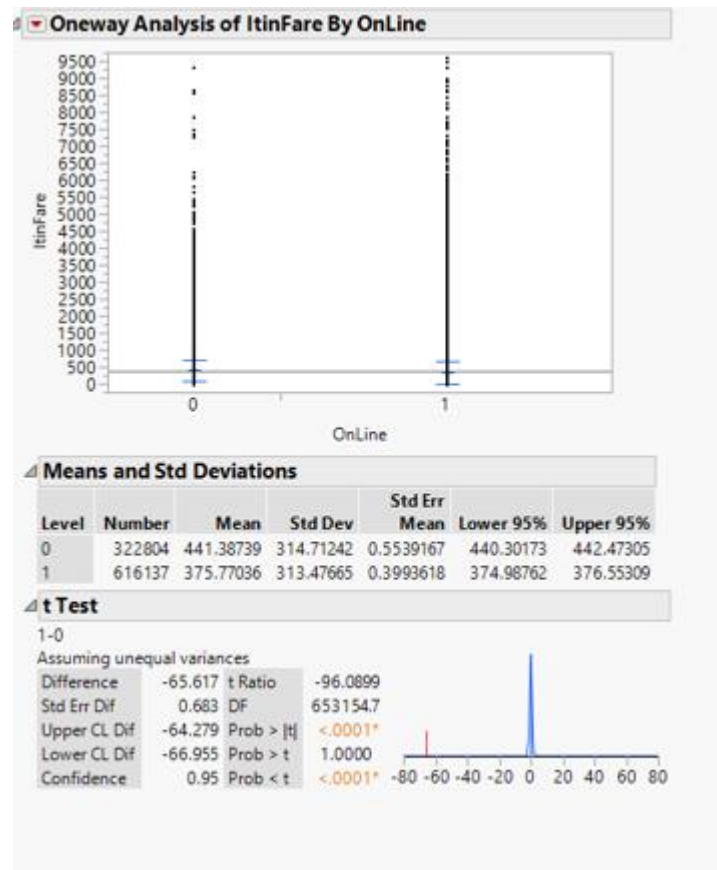 Oneway Analysis of ItinFare By OnLine
9500
9000
8500
8000
7500
7000
6500
6000
5500
5000
4500
4000
3500
3000
2500
2000
1500
1000
500
0
ItinFare
0 1
OnLine
Means and Std Deviations
Std Err
Level Number Mean Std Dev Mean Lower 95% Upper 95%
0 322804 441.38739 314.71242 0.5539167 440.30173 442.47305
1 616137 375.77036 313.47665 0.3993618 374.98762 376.55309
t Test
1-0
Assuming unequal variances
Difference -65.617 t Ratio -96.0899
Std Err Dif 0.683 DF 653154.7
Upper CL Dif -64.279 Prob > |t| <.0001*
Lower CL Dif -66.955 Prob > t 1.0000
Confidence 0.95 Prob < t <.0001*
-80 -60 -40 -20 0 20 40 60 80